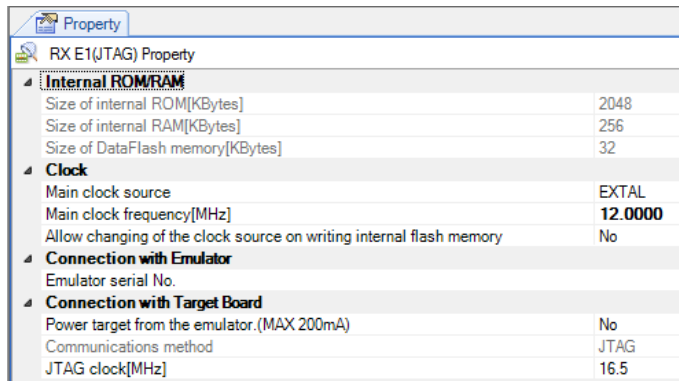 Property
RX E1(JTAG) Property
Internal ROM/RAM
Size of internal ROM[KBytes] 2048
Size of internal RAM[KBytes] 256
Size of DataFlash memory[KBytes] 32
Clock
Main clock source EXTAL
Main clock frequency[MHz] 12.0000
Allow changing of the clock source on writing internal flash memory No
Connection with Emulator
Emulator serial No.
Connection with Target Board
Power target from the emulator.(MAX 200mA) No
Communications method JTAG
JTAG clock[MHz] 16.5